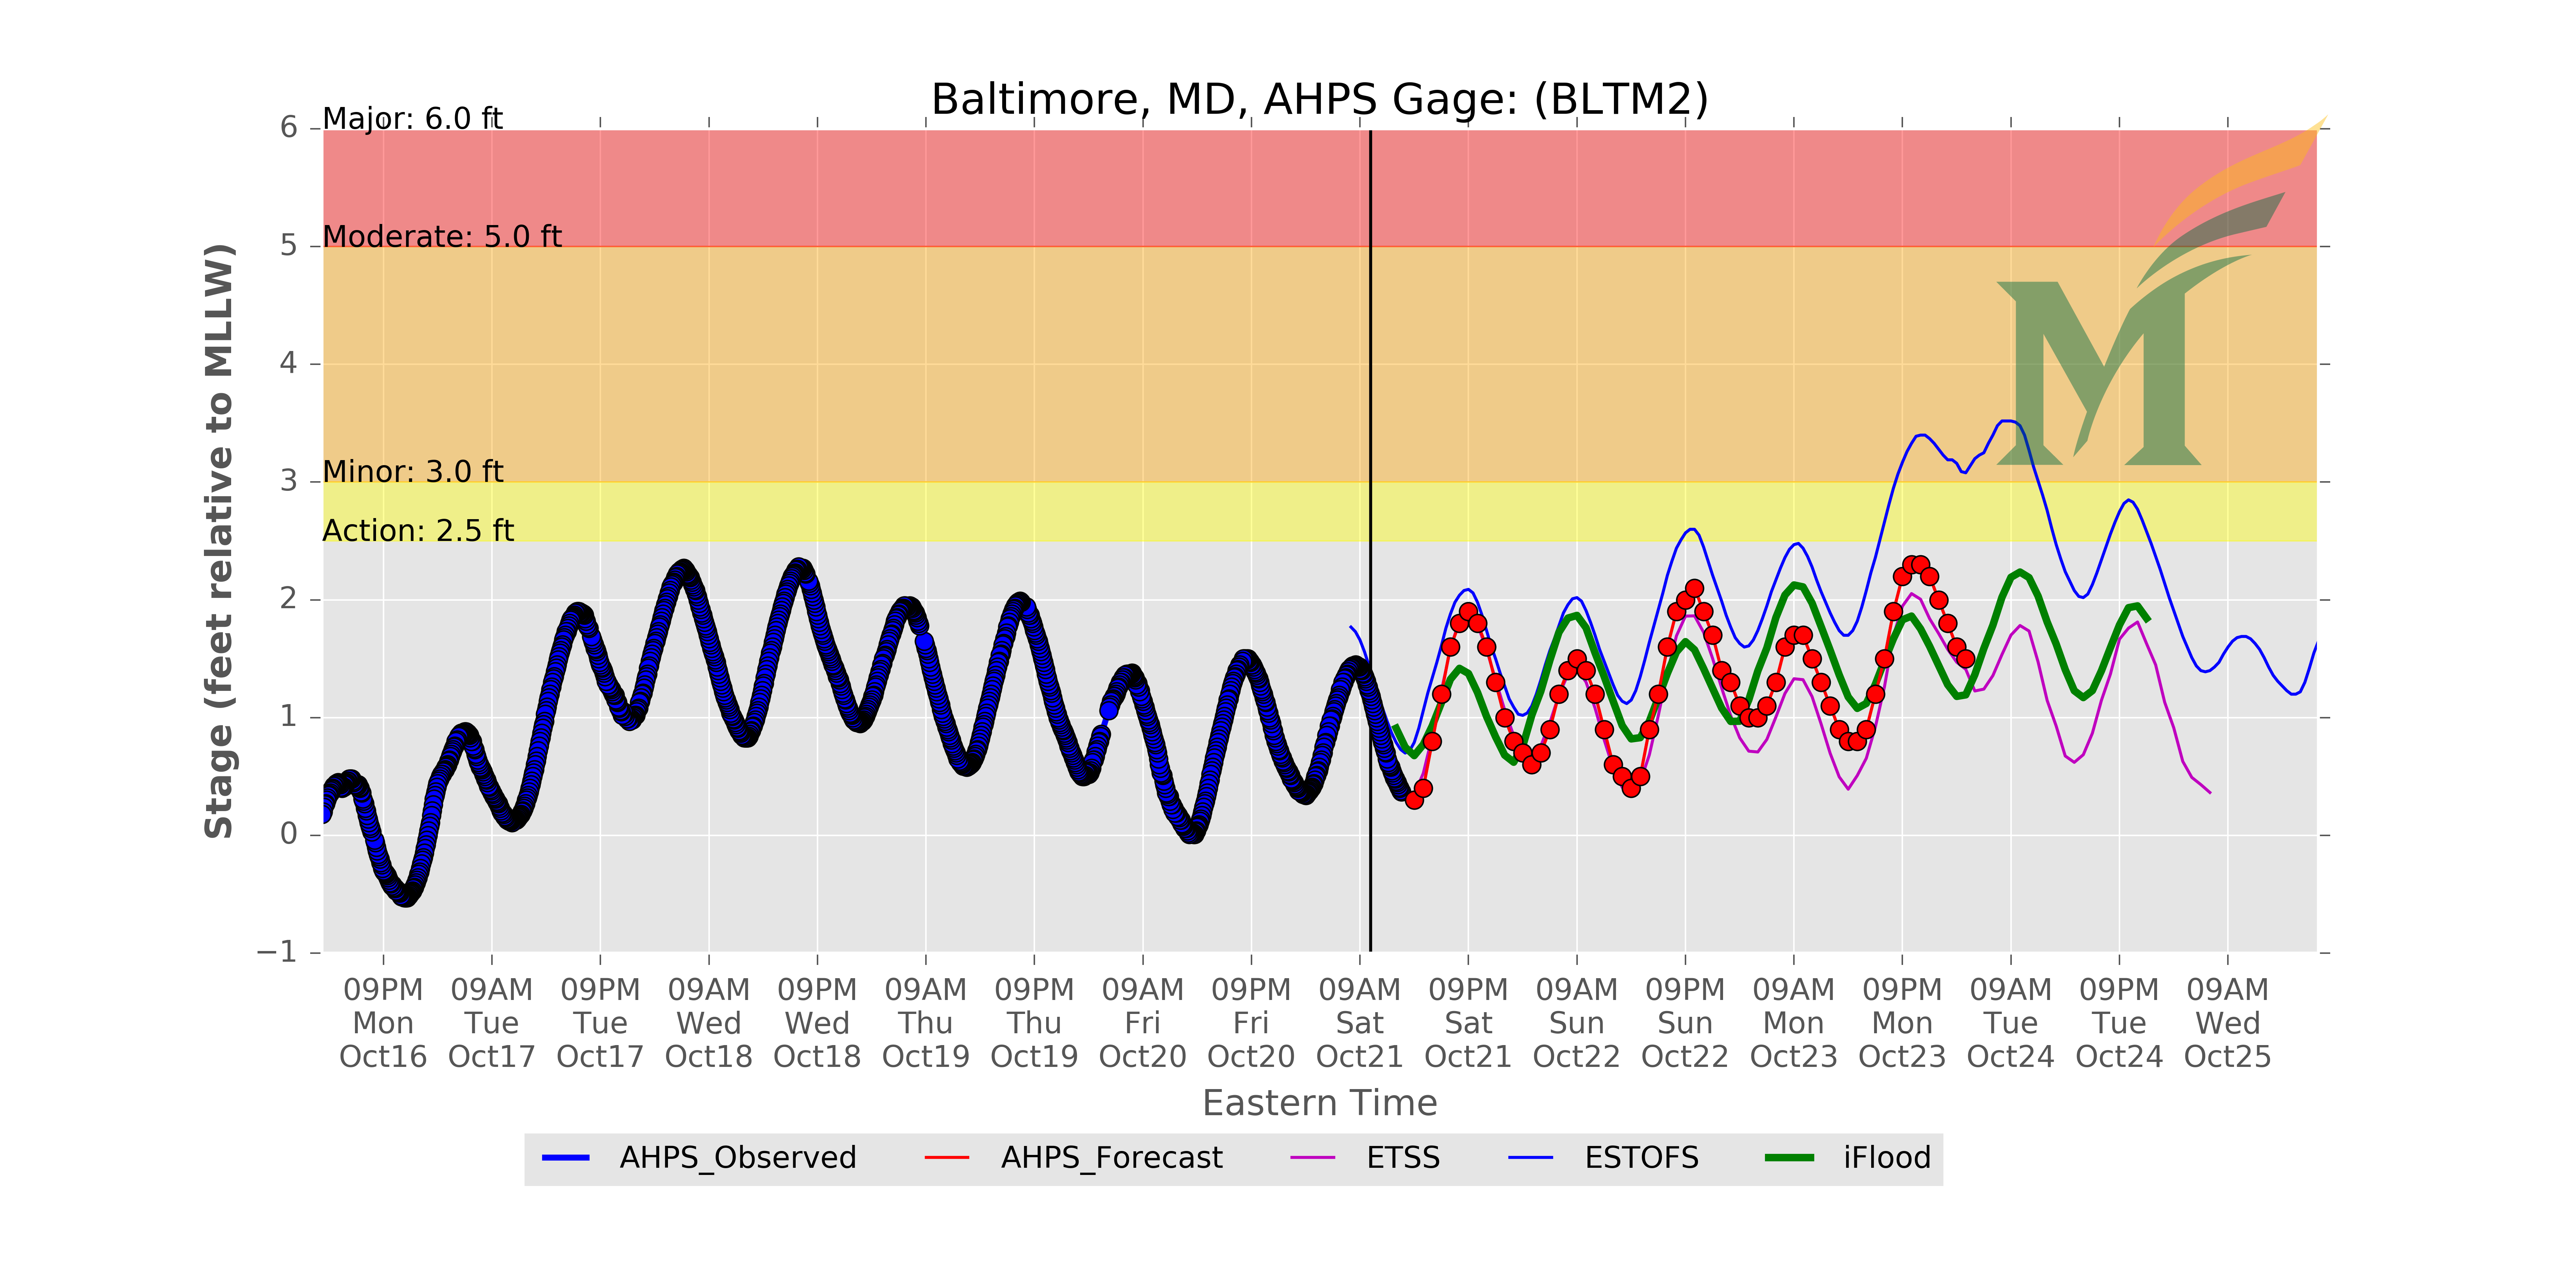 Baltimore, MD, AHPS Gage: (BLTM2)
Major: 6.0 ft
Moderate: 5.0 ft
Minor: 3.0 ft
Action: 2.5 ft
6
5
4
3
2
1
0
−1
Stage (feet relative to MLLW)
09PM 09AM 09PM 09AM 09PM 09AM 09PM 09AM 09PM 09AM 09PM 09AM 09PM 09AM 09PM 09AM 09PM 09AM
Mon Tue Tue Wed Wed Thu Thu Fri Fri Sat Sat Sun Sun Mon Mon Tue Tue Wed
Oct16 Oct17 Oct17 Oct18 Oct18 Oct19 Oct19 Oct20 Oct20 Oct21 Oct21 Oct22 Oct22 Oct23 Oct23 Oct24 Oct24 Oct25
Eastern Time
AHPS_Observed AHPS_Forecast ETSS ESTOFS iFlood
M